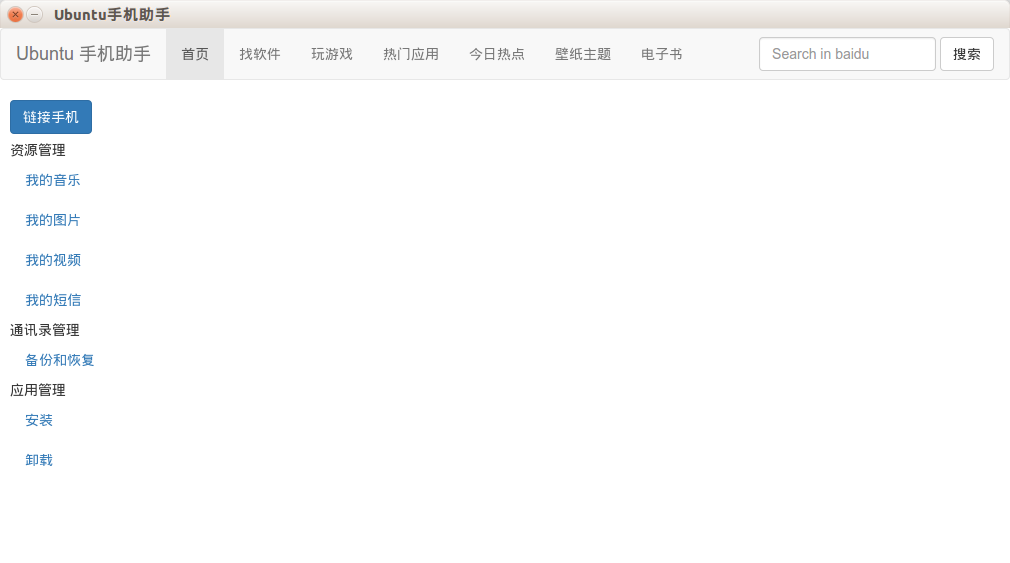 Ubuntu手机助手
Ubuntu 手机助手 首页 找软件 玩游戏 热门应用 今日热点 壁纸主题 电子书 Search in baidu 搜索
链接手机
资源管理
我的音乐
我的图片
我的视频
我的短信
通讯录管理
备份和恢复
应用管理
安装
卸载